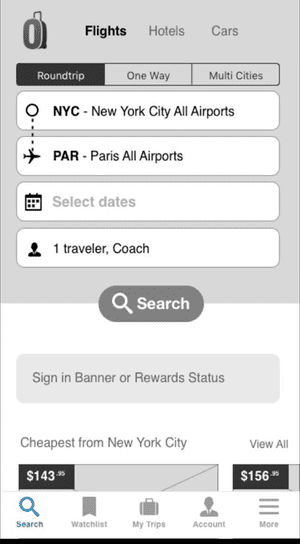 Flights Hotels Cars
Roundtrip One Way Multi Cities
NYC - New York City All Airports
PAR - Paris All Airports
Select dates
1 traveler, Coach
Search
Sign in Banner or Rewards Status
Cheapest from New York City View All
$143.95 $156.95
Search Watchlist My Trips Account More